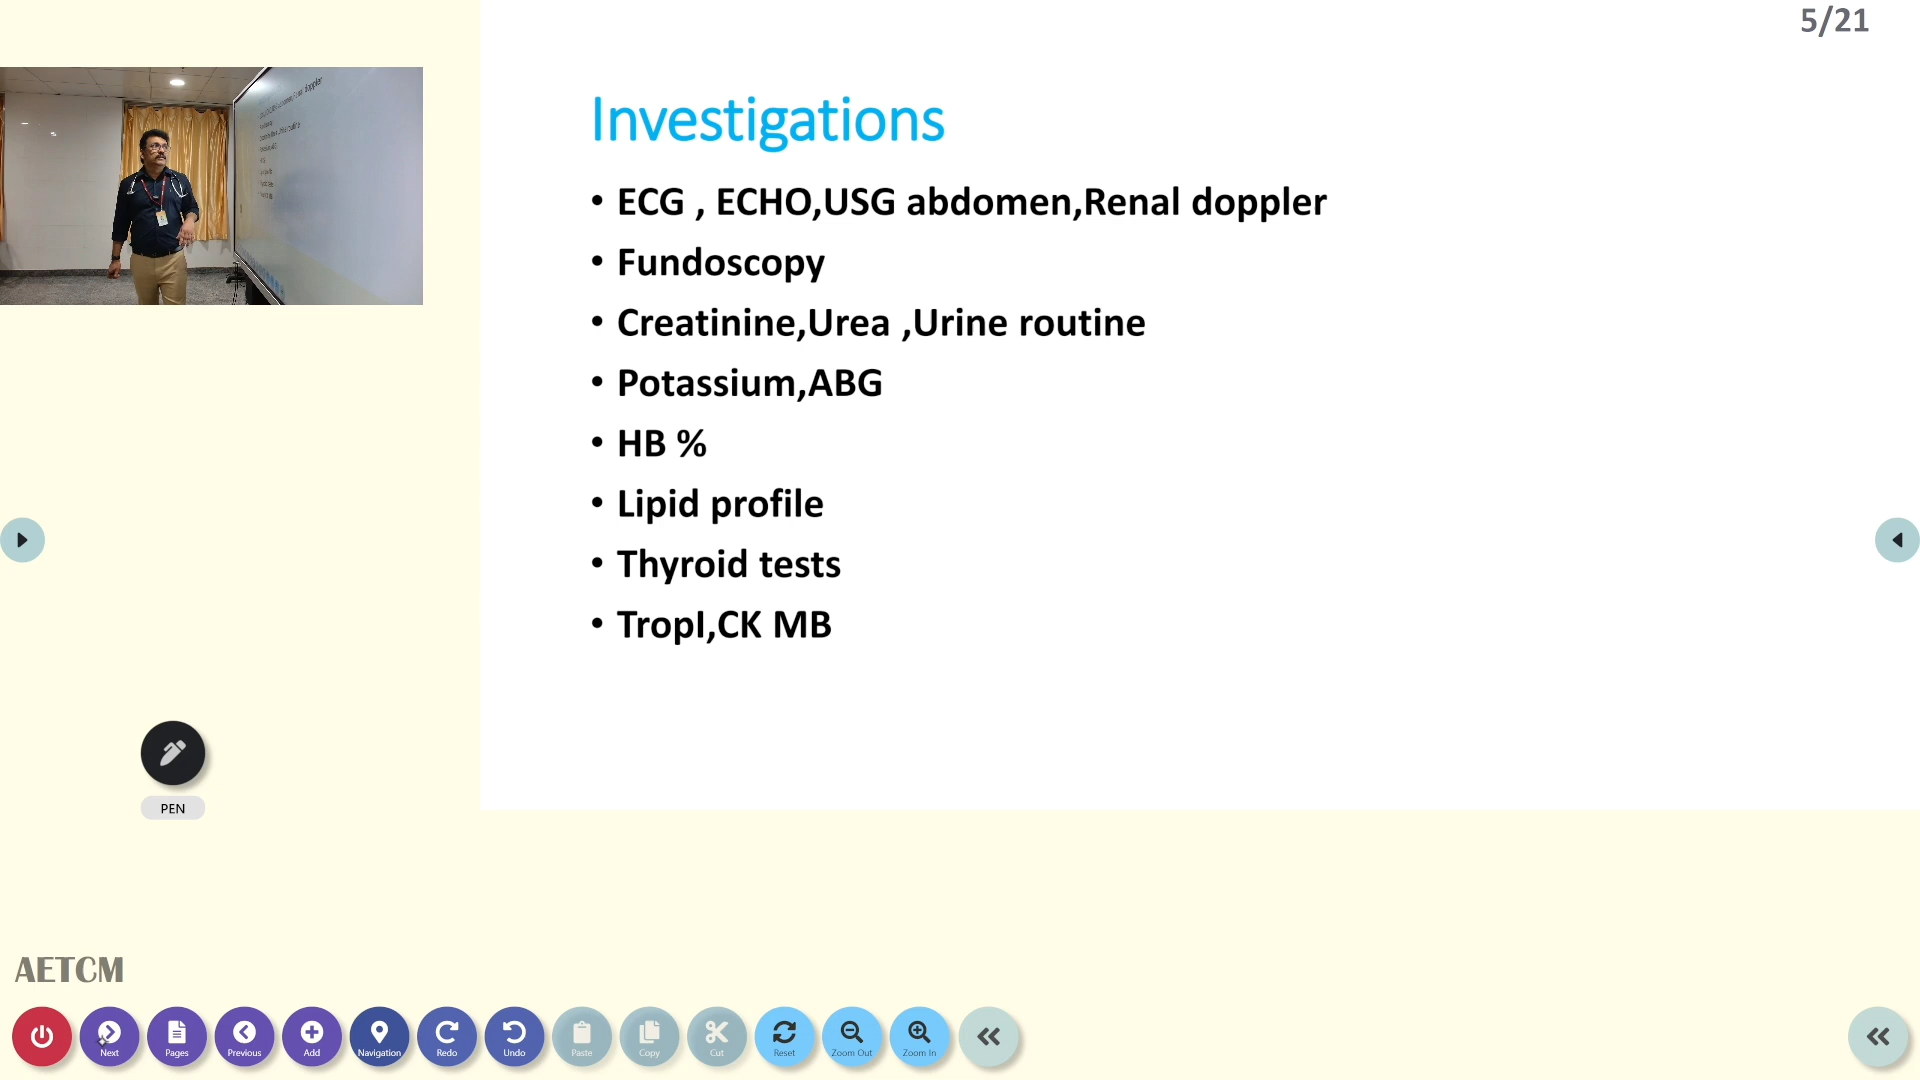 5/21
Investigations
• ECG , ECHO,USG abdomen,Renal doppler
• Fundoscopy
• Creatinine,Urea ,Urine routine
• Potassium,ABG
• HB %
• Lipid profile
• Thyroid tests
• TropI,CK MB
PEN
AETCM
Next
Pages
Previous
Add
Navigation
Redo
Undo
Paste
Copy
Cut
Reset
Zoom Out
Zoom In